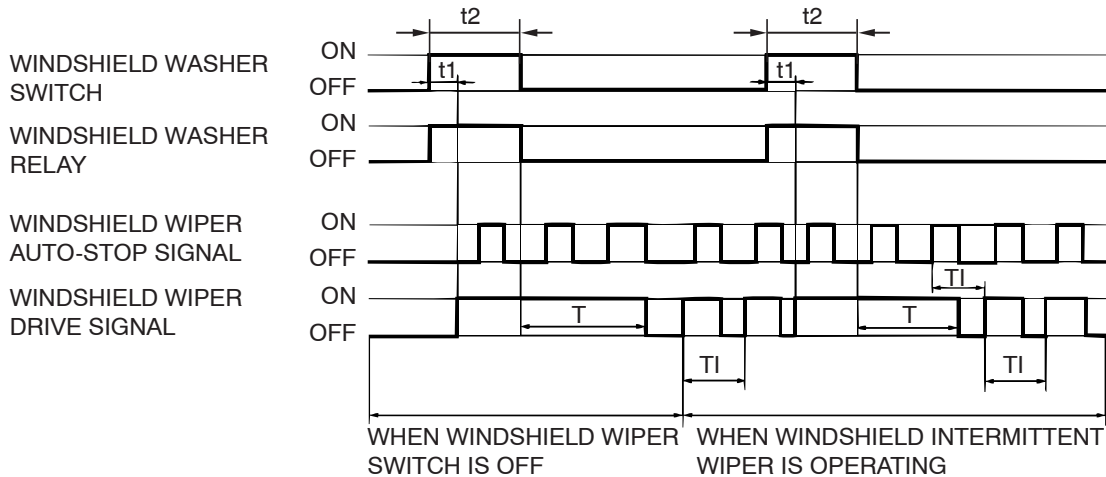 t2
t2
WINDSHIELD WASHER
SWITCH
ON
OFF
t1
t1
WINDSHIELD WASHER
RELAY
ON
OFF
WINDSHIELD WIPER
AUTO-STOP SIGNAL
ON
OFF
TI
WINDSHIELD WIPER
DRIVE SIGNAL
ON
OFF
T
T
TI
TI
WHEN WINDSHIELD WIPER
SWITCH IS OFF
WHEN WINDSHIELD INTERMITTENT
WIPER IS OPERATING